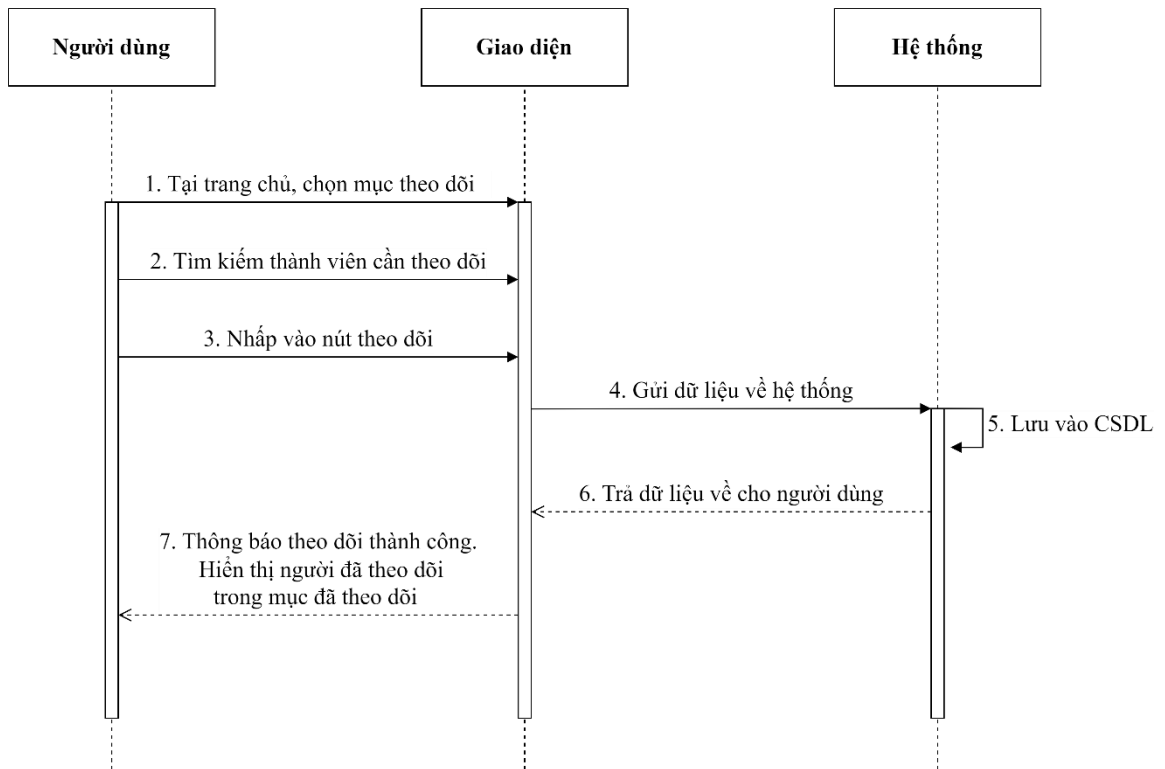 Người dùng
Giao diện
Hệ thống
1. Tại trang chủ, chọn mục theo dõi
2. Tìm kiếm thành viên cần theo dõi
3. Nhấp vào nút theo dõi
4. Gửi dữ liệu về hệ thống
5. Lưu vào CSDL
6. Trả dữ liệu về cho người dùng
7. Thông báo theo dõi thành công.
Hiển thị người đã theo dõi
trong mục đã theo dõi